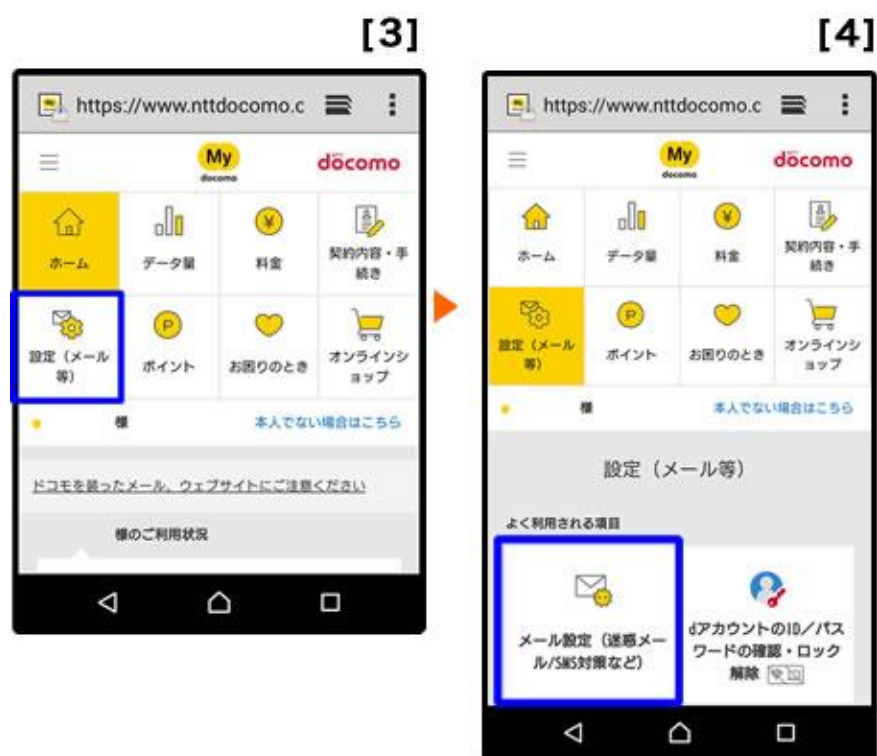 [3]
https://www.nttdocomo.c
My
docomo
döcomo
ホーム
データ量
料金
契約内容・手
続き
設定（メール
等）
ポイント
お困りのとき
オンラインシ
ョップ
様
本人でない場合はこちら
ドコモを装ったメール、ウェブサイトにご注意ください
様のご利用状況
[4]
https://www.nttdocomo.c
My
docomo
döcomo
ホーム
データ量
料金
契約内容・手
続き
設定（メール
等）
ポイント
お困りのとき
オンラインシ
ョップ
様
本人でない場合はこちら
設定（メール等）
よく利用される項目
メール設定（迷惑メー
ル/SMS対策など）
dアカウントのID／パス
ワードの確認・ロック
解除